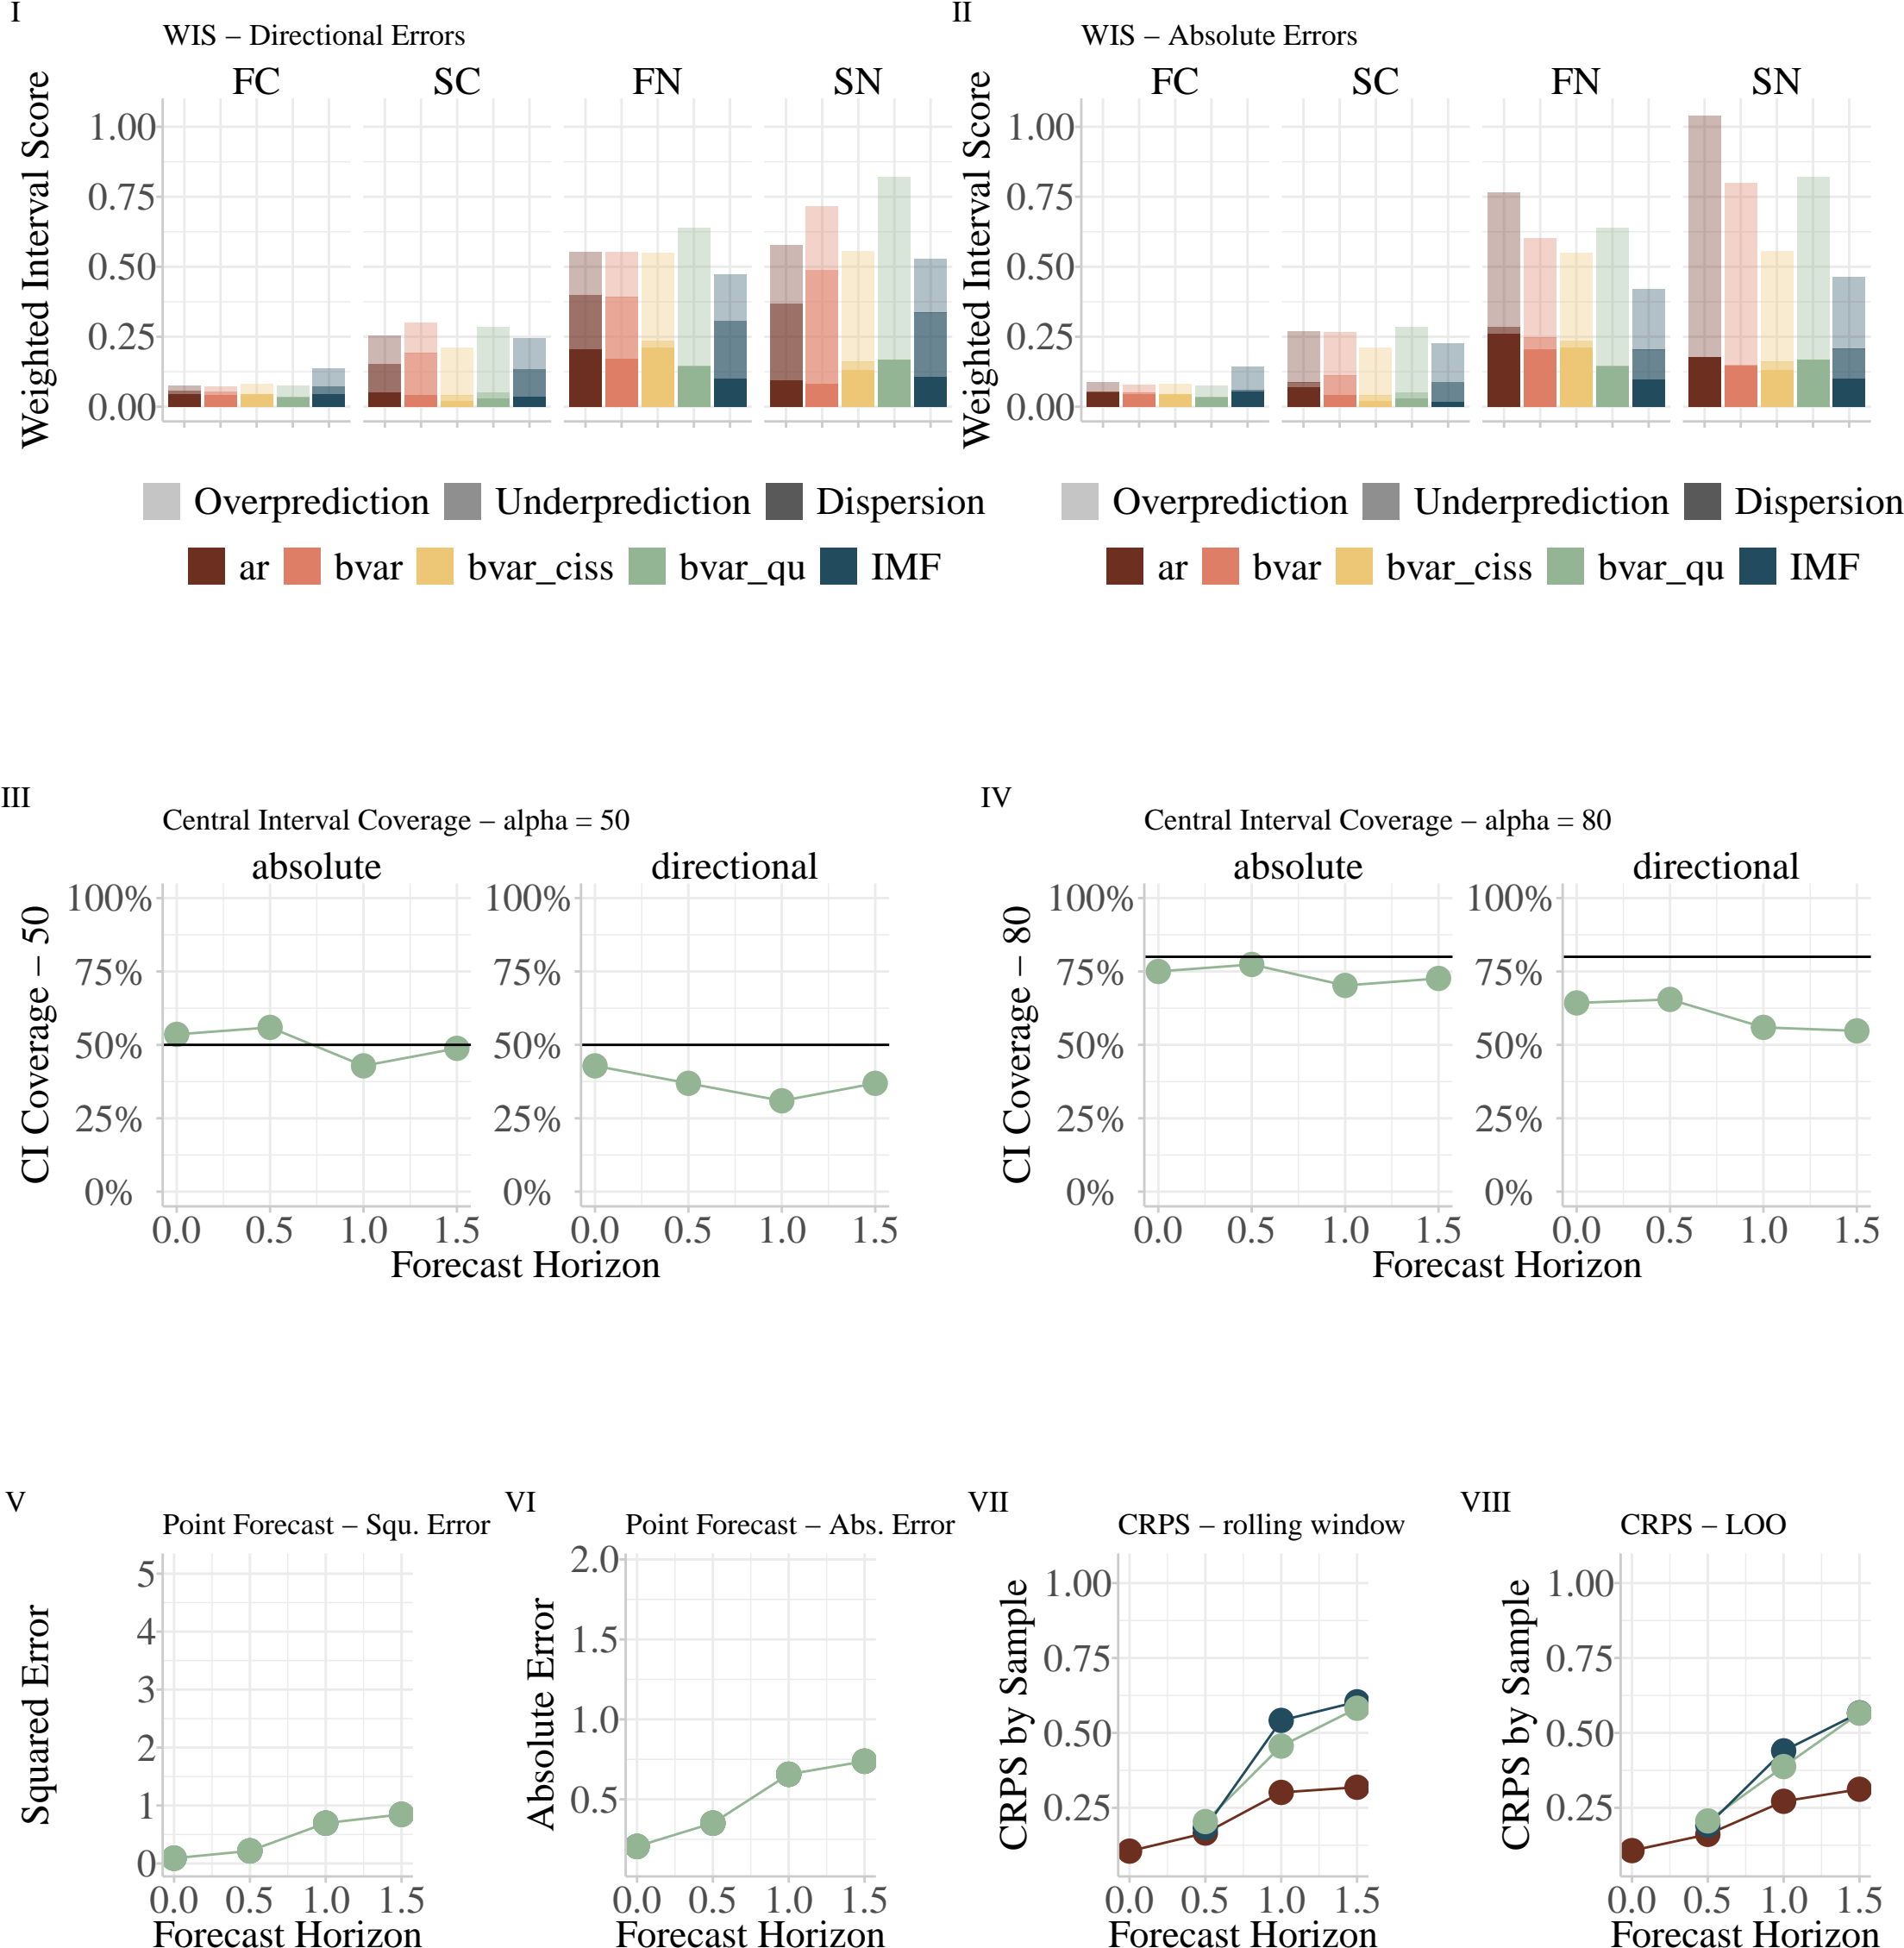 I
WIS – Directional Errors
FC SC FN SN
Weighted Interval Score
1.00
0.75
0.50
0.25
0.00
Overprediction Underprediction Dispersion
ar bvar bvar_ciss bvar_qu IMF
II
WIS – Absolute Errors
FC SC FN SN
Weighted Interval Score
1.00
0.75
0.50
0.25
0.00
Overprediction Underprediction Dispersion
ar bvar bvar_ciss bvar_qu IMF
III
Central Interval Coverage – alpha = 50
absolute directional
CI Coverage – 50
100% 100%
75% 75%
50% 50%
25% 25%
0% 0%
0.0 0.5 1.0 1.5 0.0 0.5 1.0 1.5
Forecast Horizon
IV
Central Interval Coverage – alpha = 80
absolute directional
CI Coverage – 80
100% 100%
75% 75%
50% 50%
25% 25%
0% 0%
0.0 0.5 1.0 1.5 0.0 0.5 1.0 1.5
Forecast Horizon
V
Point Forecast – Squ. Error
Squared Error
5
4
3
2
1
0
0.0 0.5 1.0 1.5
Forecast Horizon
VI
Point Forecast – Abs. Error
Absolute Error
2.0
1.5
1.0
0.5
0.0 0.5 1.0 1.5
Forecast Horizon
VII
CRPS – rolling window
CRPS by Sample
1.00
0.75
0.50
0.25
0.0 0.5 1.0 1.5
Forecast Horizon
VIII
CRPS – LOO
CRPS by Sample
1.00
0.75
0.50
0.25
0.0 0.5 1.0 1.5
Forecast Horizon